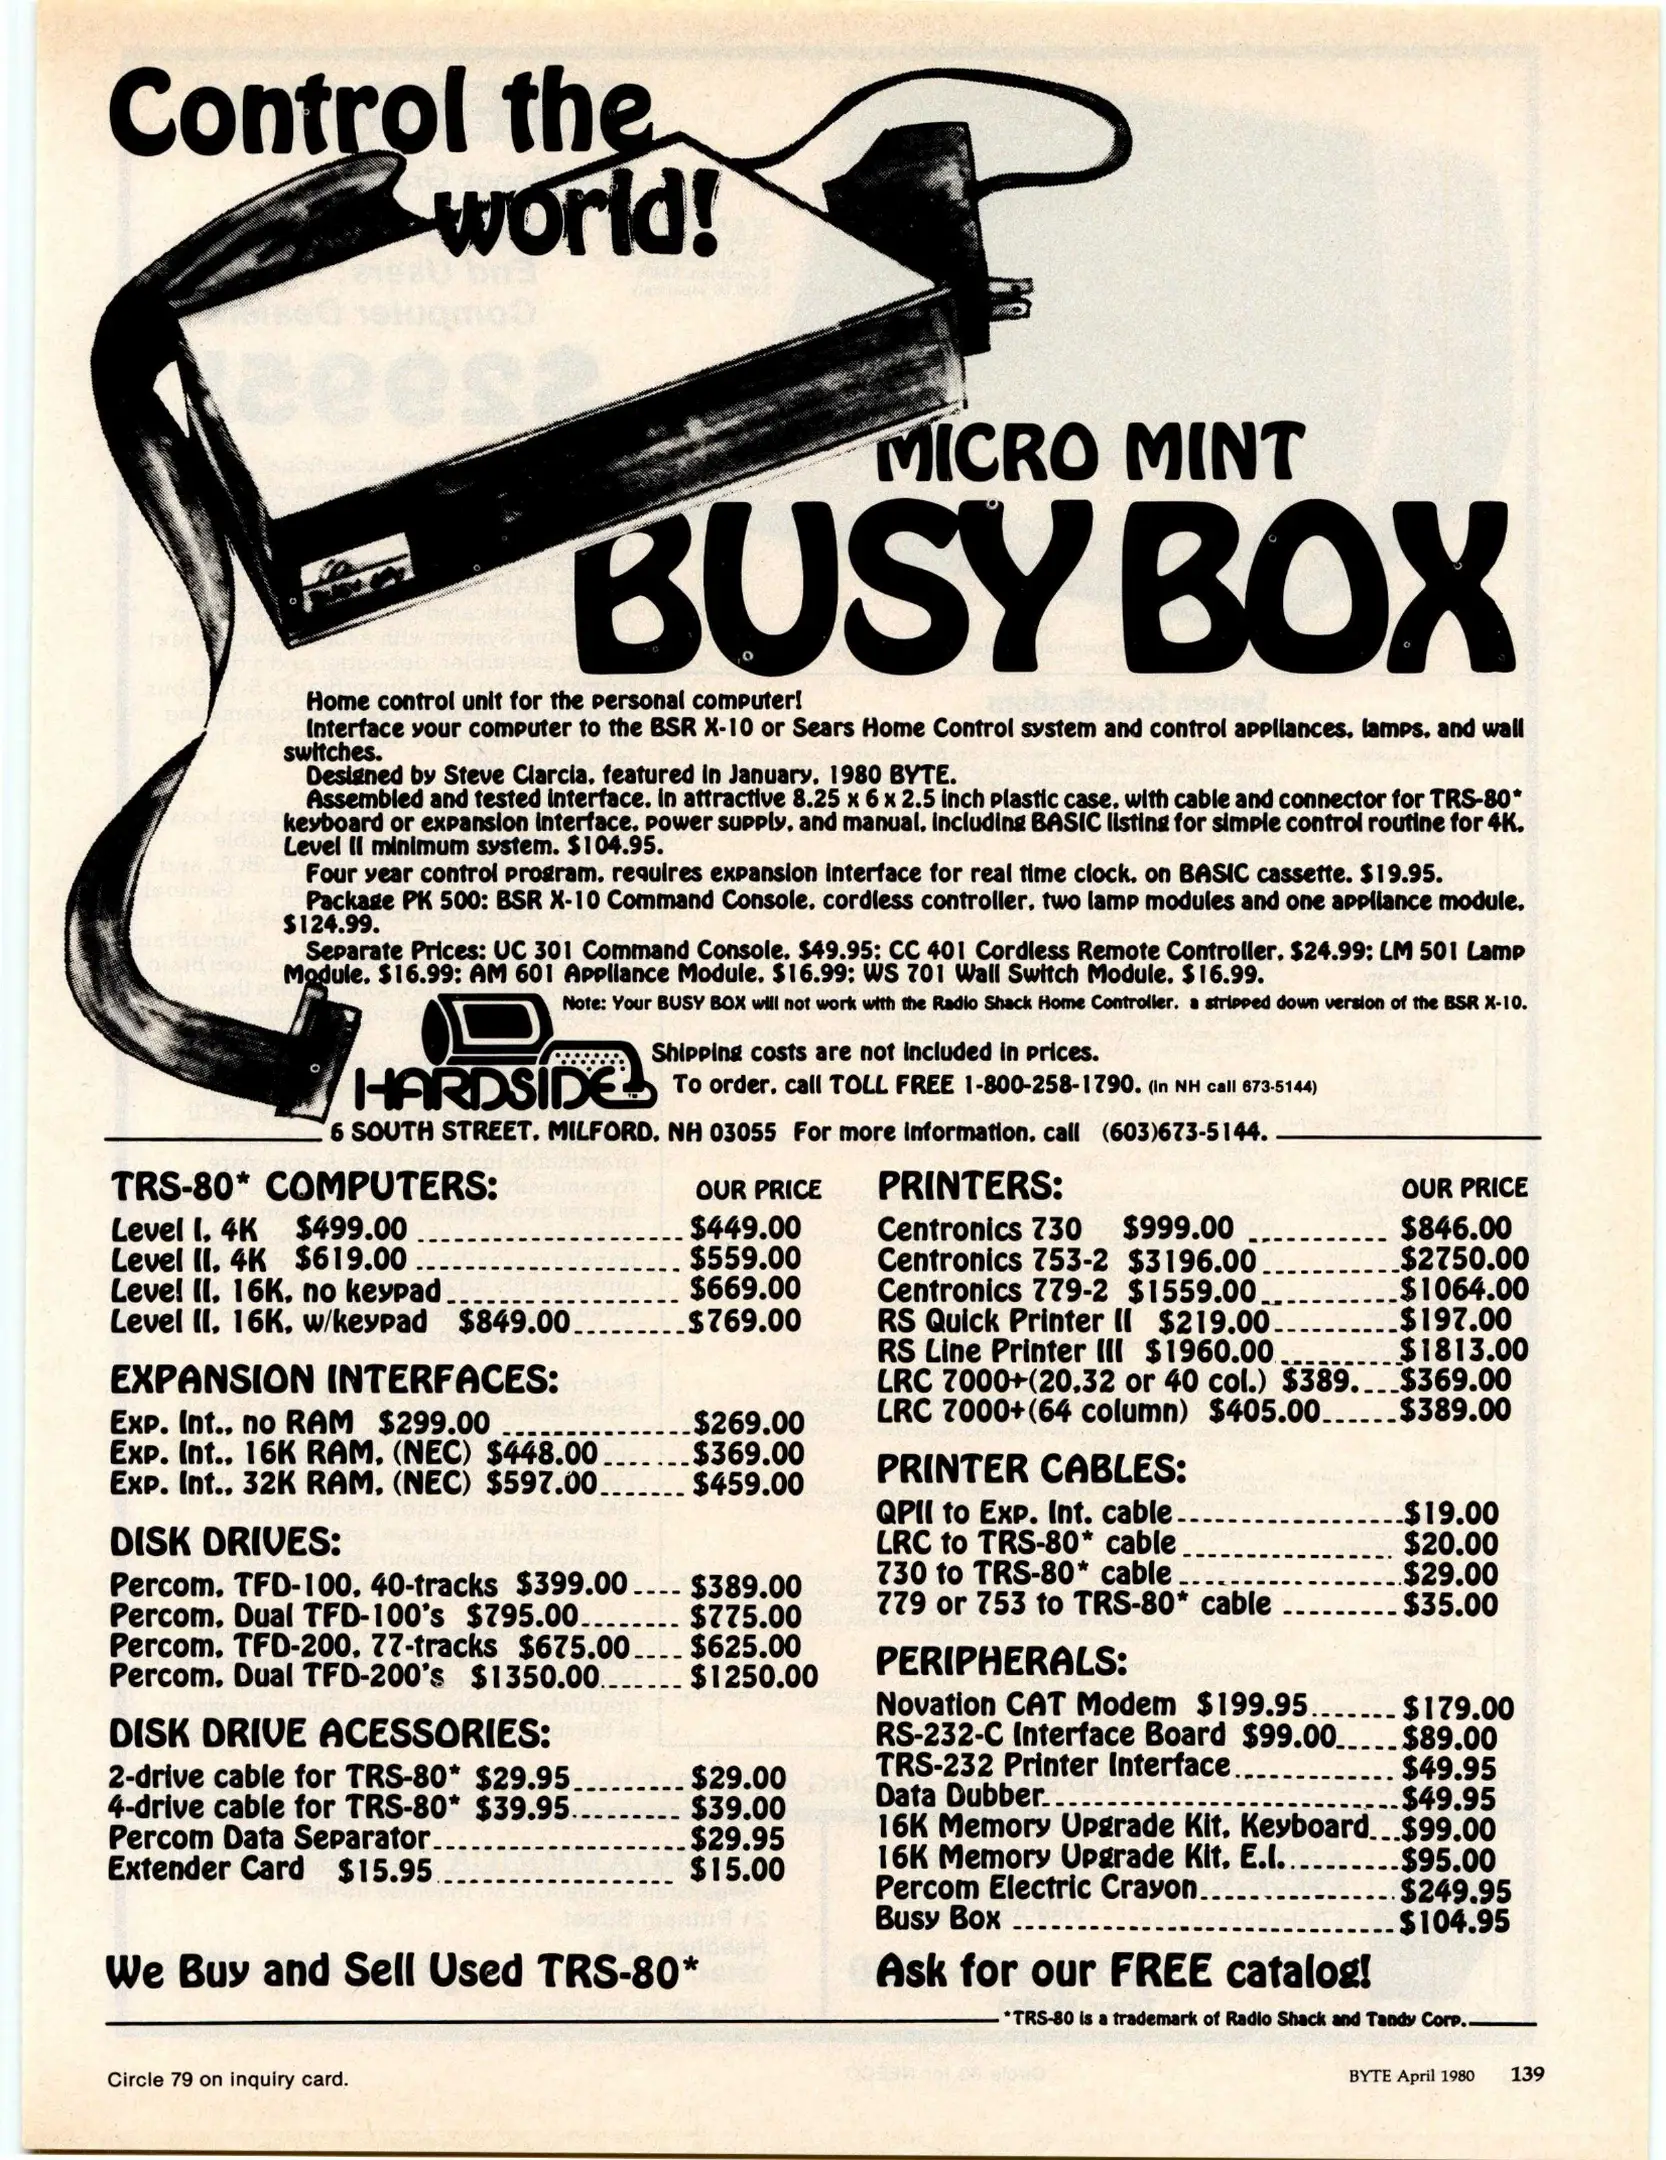 Control the
world!
MICRO MINT
BUSY BOX
Home control unit for the personal computer!
Interface your computer to the BSR X-10 or Sears Home Control system and control appliances, lamps, and wall
switches.
Designed by Steve Ciarcia, featured in January, 1980 BYTE.
Assembled and tested interface, in attractive 8.25 x 6 x 2.5 inch plastic case, with cable and connector for TRS-80*
keyboard or expansion interface, power supply, and manual, including BASIC listing for simple control routine for 4K,
Level II minimum system. $104.95.
Four year control program, requires expansion interface for real time clock, on BASIC cassette. $19.95.
Package PK 500: BSR X-10 Command Console, cordless controller, two lamp modules and one appliance module,
$124.99.
Separate Prices: UC 301 Command Console, $49.95; CC 401 Cordless Remote Controller, $24.99; LM 501 Lamp
Module, $16.99; AM 601 Appliance Module, $16.99; WS 701 Wall Switch Module, $16.99.
Note: Your BUSY BOX will not work with the Radio Shack Home Controller, a stripped down version of the BSR X-10.
HARDSIDE
Shipping costs are not included in prices.
To order, call TOLL FREE 1-800-258-1790. (In NH call 673-5144)
6 SOUTH STREET, MILFORD, NH 03055 For more information, call (603)673-5144.
TRS-80* COMPUTERS: OUR PRICE
Level I, 4K $499.00 $449.00
Level II, 4K $619.00 $559.00
Level II, 16K, no keypad $669.00
Level II, 16K, w/keypad $849.00 $769.00
EXPANSION INTERFACES:
Exp. Int., no RAM $299.00 $269.00
Exp. Int., 16K RAM, (NEC) $448.00 $369.00
Exp. Int., 32K RAM, (NEC) $597.00 $459.00
DISK DRIVES:
Percom, TFD-100, 40-tracks $399.00 $389.00
Percom, Dual TFD-100's $795.00 $775.00
Percom, TFD-200, 77-tracks $675.00 $625.00
Percom, Dual TFD-200's $1350.00 $1250.00
DISK DRIVE ACESSORIES:
2-drive cable for TRS-80* $29.95 $29.00
4-drive cable for TRS-80* $39.95 $39.00
Percom Data Separator $29.95
Extender Card $15.95 $15.00
We Buy and Sell Used TRS-80*
PRINTERS: OUR PRICE
Centronics 730 $999.00 $846.00
Centronics 753-2 $3196.00 $2750.00
Centronics 779-2 $1559.00 $1064.00
RS Quick Printer II $219.00 $197.00
RS Line Printer III $1960.00 $1813.00
LRC 7000+(20,32 or 40 col.) $389. $369.00
LRC 7000+(64 column) $405.00 $389.00
PRINTER CABLES:
QPII to Exp. Int. cable $19.00
LRC to TRS-80* cable $20.00
730 to TRS-80* cable $29.00
779 or 753 to TRS-80* cable $35.00
PERIPHERALS:
Novation CAT Modem $199.95 $179.00
RS-232-C Interface Board $99.00 $89.00
TRS-232 Printer Interface $49.95
Data Dubber $49.95
16K Memory Upgrade Kit, Keyboard $99.00
16K Memory Upgrade Kit, E.I. $95.00
Percom Electric Crayon $249.95
Busy Box $104.95
Ask for our FREE catalog!
*TRS-80 is a trademark of Radio Shack and Tandy Corp.
Circle 79 on inquiry card.
BYTE April 1980 139